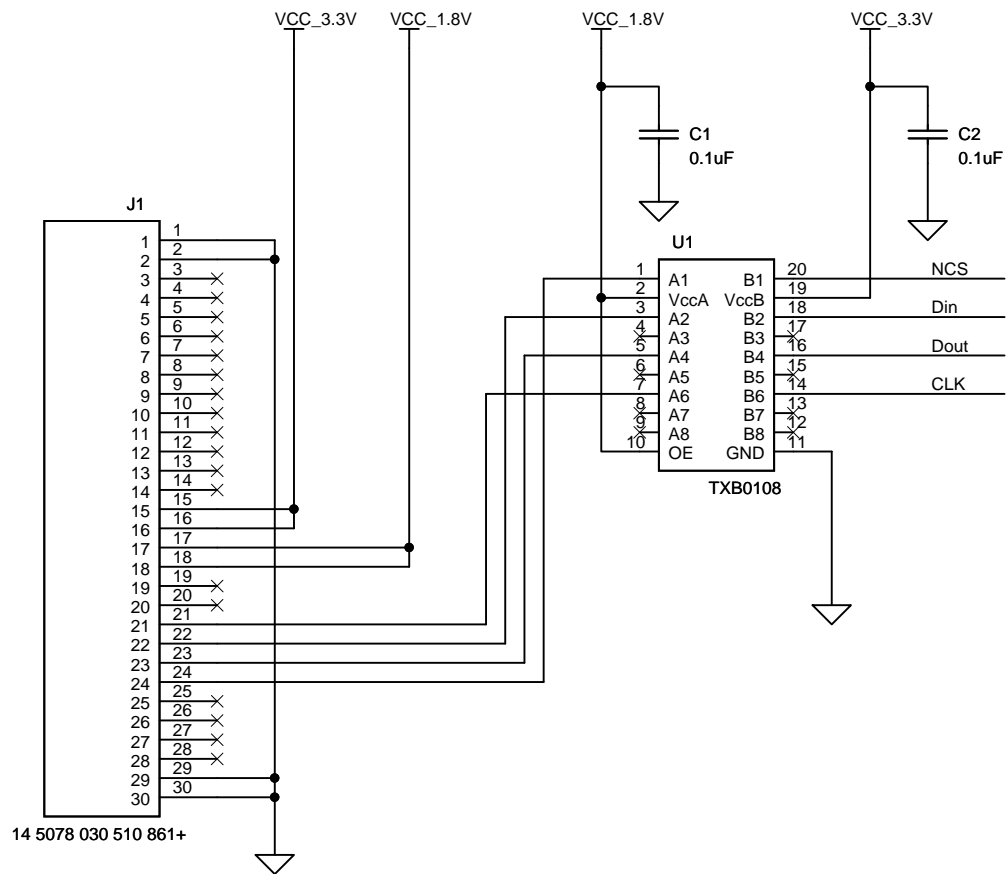 VCC_3.3V VCC_1.8V VCC_1.8V VCC_3.3V
C1
0.1uF
C2
0.1uF
J1
1 1
2 2
3 3
4 4
5 5
6 6
7 7
8 8
9 9
10 10
11 11
12 12
13 13
14 14
15 15
16 16
17 17
18 18
19 19
20 20
21 21
22 22
23 23
24 24
25 25
26 26
27 27
28 28
29 29
30 30
14 5078 030 510 861+
U1
1 A1 B1 20 NCS
2 VccA VccB 19
3 A2 B2 18 Din
4 A3 B3 17
5 A4 B4 16 Dout
6 A5 B5 15
7 A6 B6 14 CLK
8 A7 B7 13
9 A8 B8 12
10 OE GND 11
TXB0108